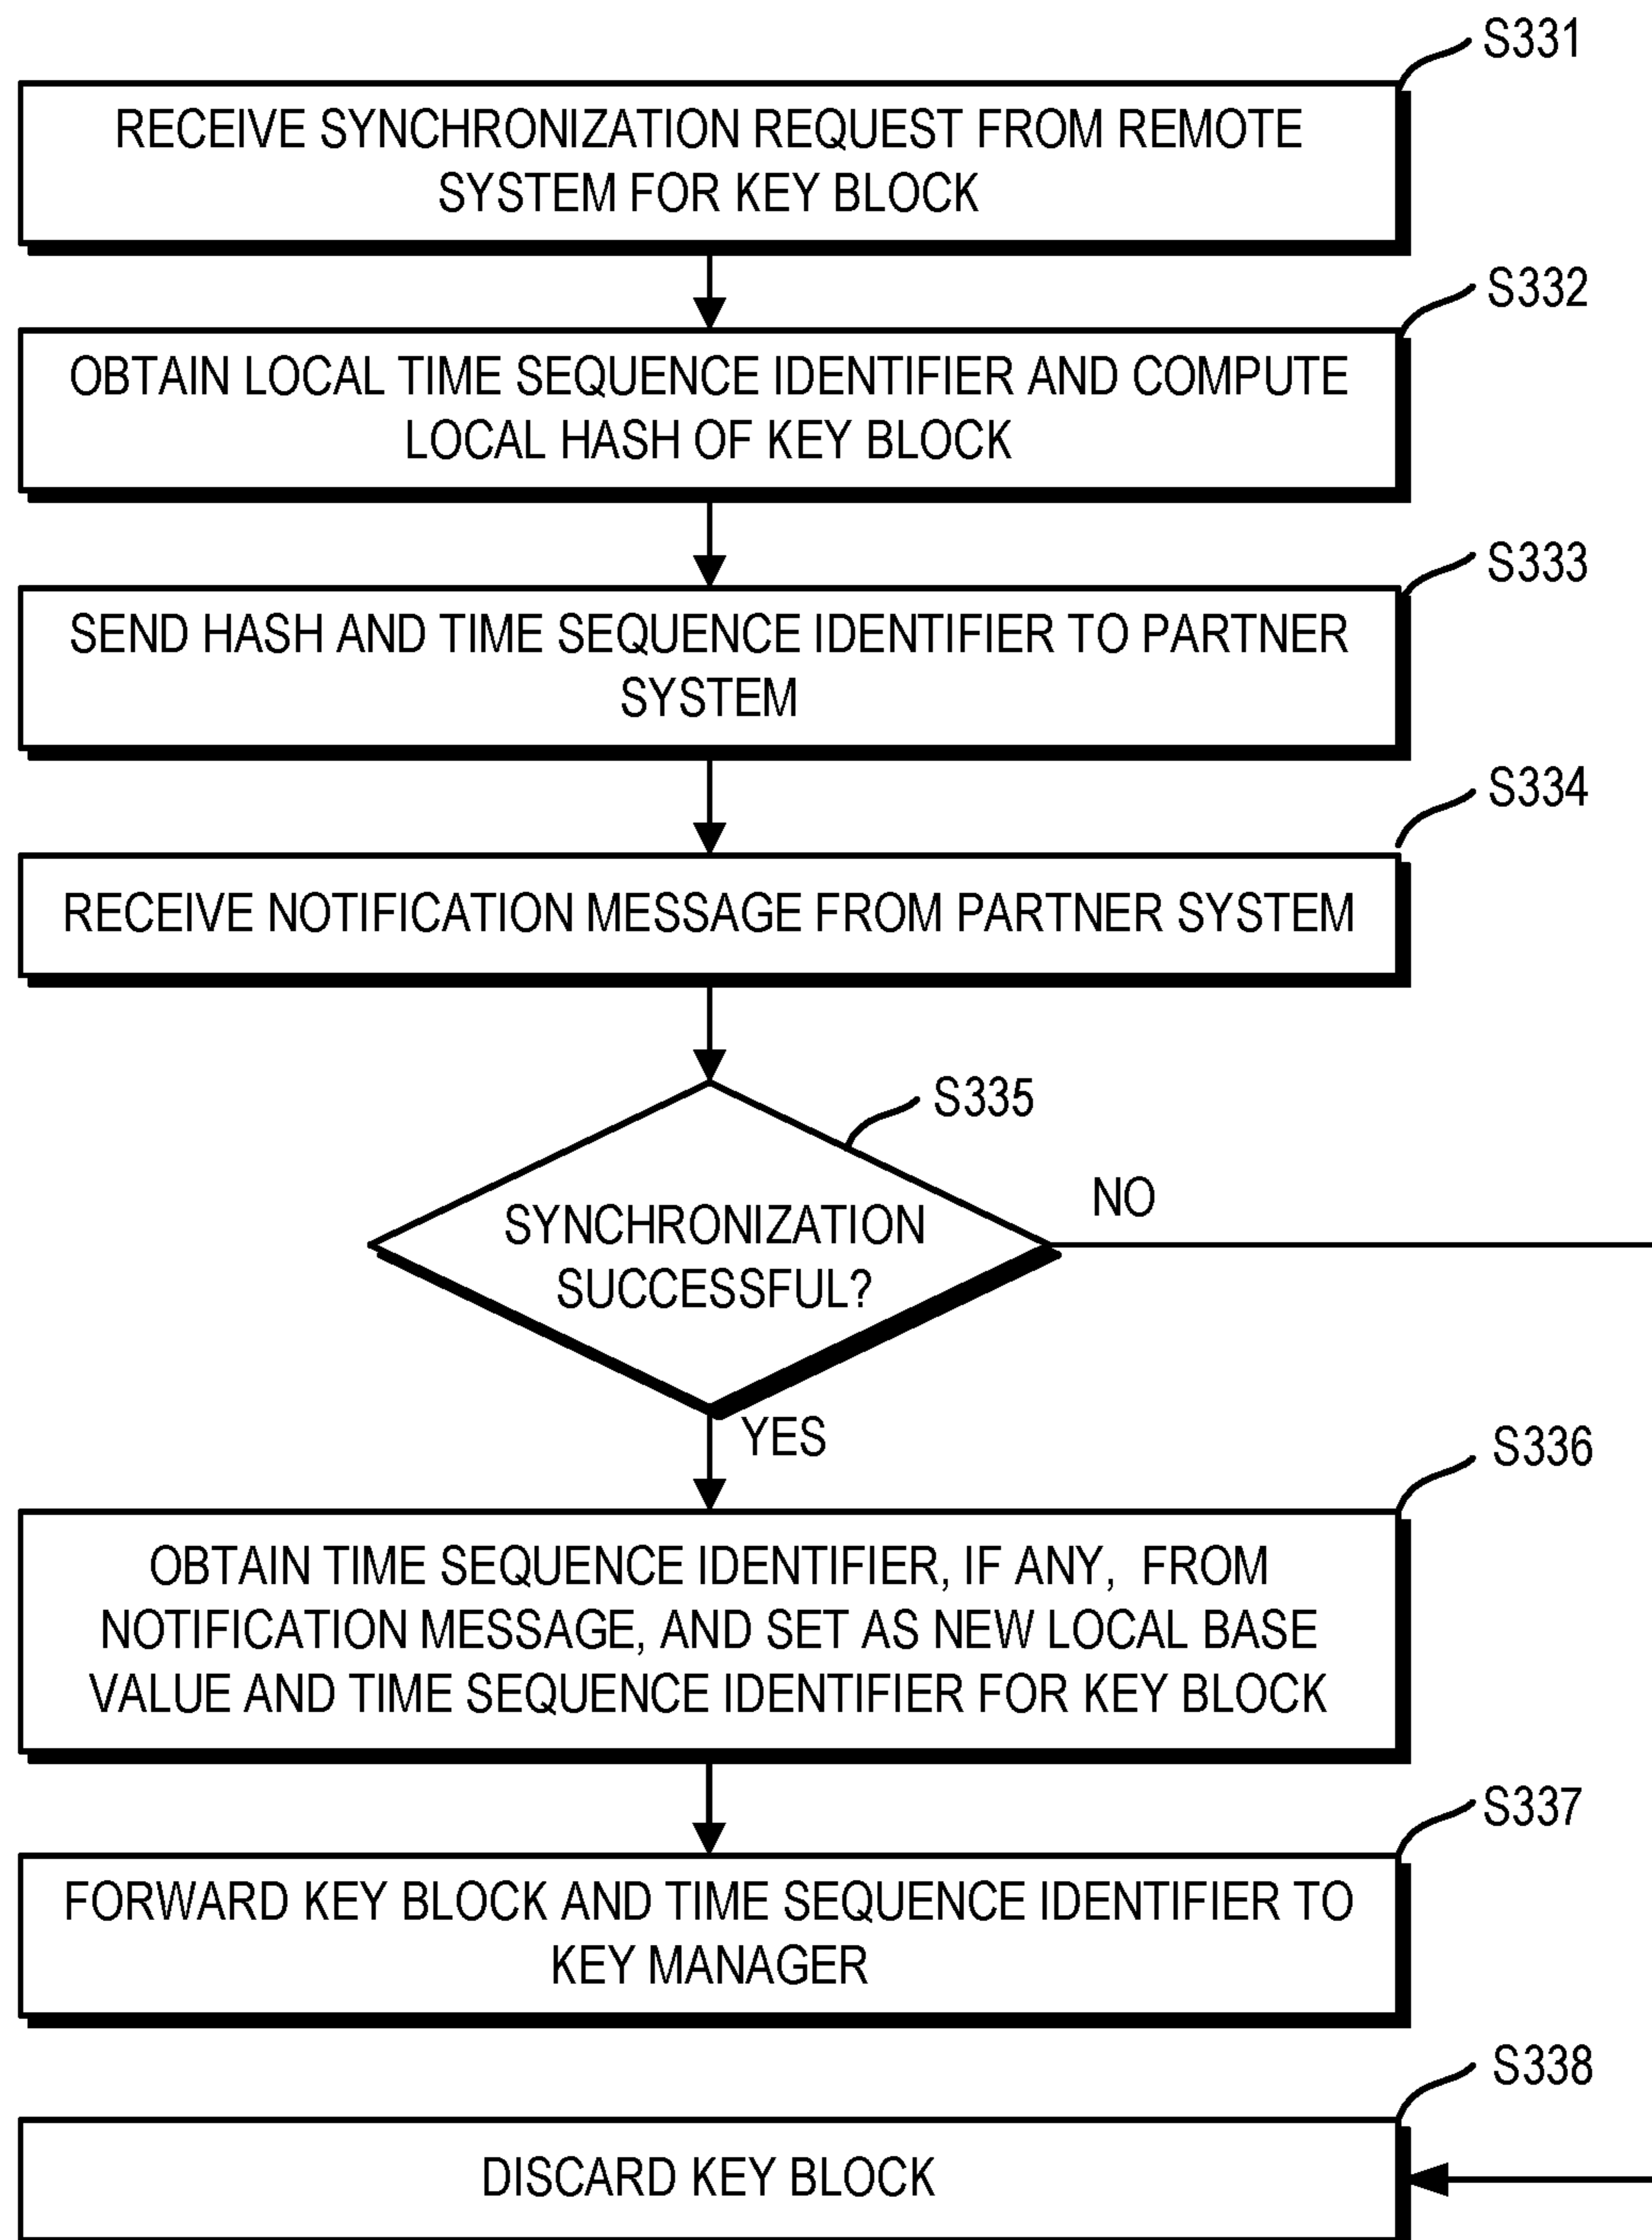 S331
RECEIVE SYNCHRONIZATION REQUEST FROM REMOTE
SYSTEM FOR KEY BLOCK
S332
OBTAIN LOCAL TIME SEQUENCE IDENTIFIER AND COMPUTE
LOCAL HASH OF KEY BLOCK
S333
SEND HASH AND TIME SEQUENCE IDENTIFIER TO PARTNER
SYSTEM
S334
RECEIVE NOTIFICATION MESSAGE FROM PARTNER SYSTEM
S335
SYNCHRONIZATION
SUCCESSFUL?
NO
YES
S336
OBTAIN TIME SEQUENCE IDENTIFIER, IF ANY, FROM
NOTIFICATION MESSAGE, AND SET AS NEW LOCAL BASE
VALUE AND TIME SEQUENCE IDENTIFIER FOR KEY BLOCK
S337
FORWARD KEY BLOCK AND TIME SEQUENCE IDENTIFIER TO
KEY MANAGER
S338
DISCARD KEY BLOCK